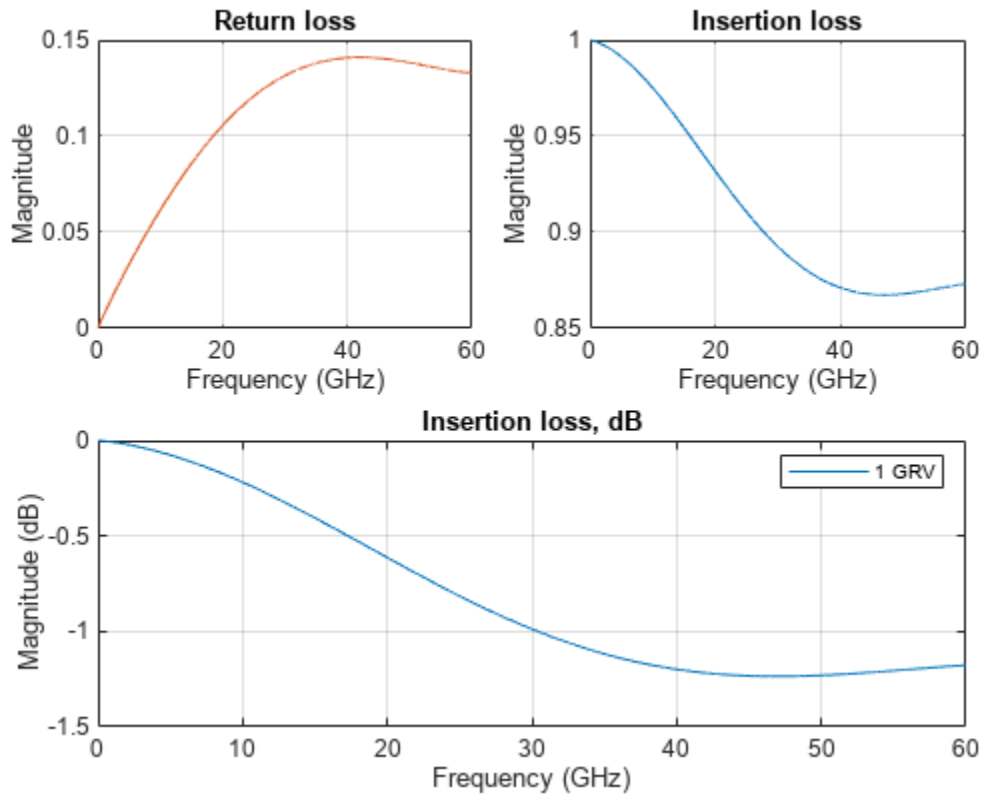 Return loss
0.15
0.1
0.05
0
Magnitude
0 20 40 60
Frequency (GHz)
Insertion loss
1
0.95
0.9
0.85
Magnitude
0 20 40 60
Frequency (GHz)
Insertion loss, dB
0
-0.5
-1
-1.5
Magnitude (dB)
1 GRV
0 10 20 30 40 50 60
Frequency (GHz)